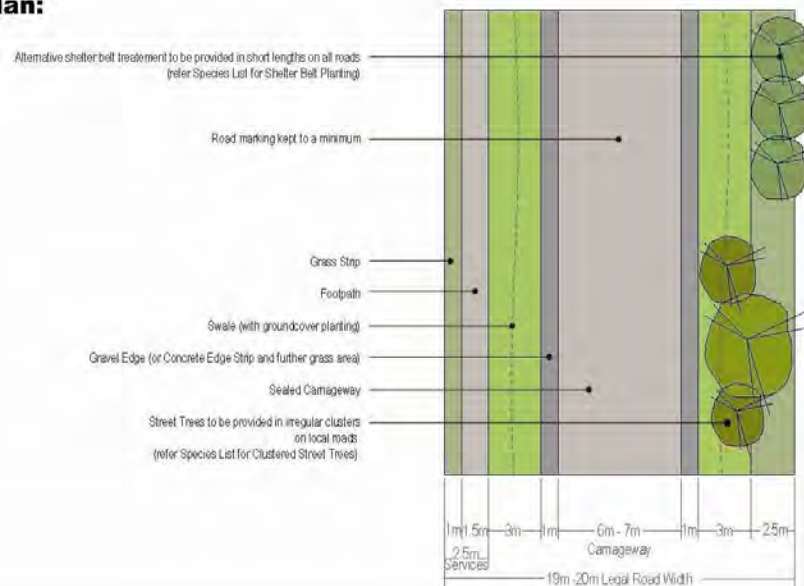 lan:
Alternative shelter belt treatement to be provided in short lengths on all roads
(refer Species List for Shelter Belt Planting)
Road marking kept to a minimum
Grass Strip
Footpath
Swale (with groundcover planting)
Gravel Edge (or Concrete Edge Strip and further grass area)
Sealed Carriageway
Street Trees to be provided in irregular clusters
on local roads
(refer Species List for Clustered Street Trees)
1m 1.5m 3m 1m 6m - 7m 1m 3m 2.5m
2.5m Carriageway
Services
19m -20m Legal Road Width